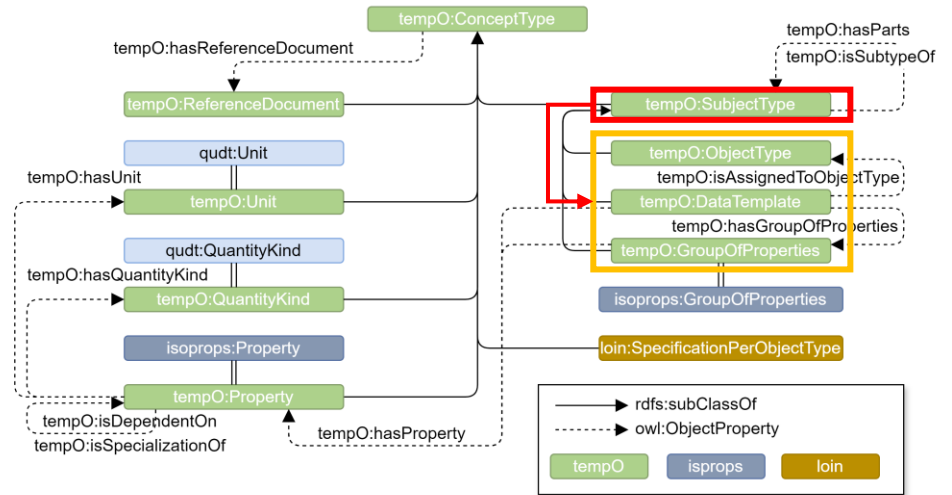 tempO:ConceptType
tempO:hasReferenceDocument
tempO:hasParts
tempO:isSubtypeOf
tempO:ReferenceDocument
tempO:SubjectType
qudt:Unit
tempO:ObjectType
tempO:hasUnit
tempO:isAssignedToObjectType
tempO:Unit
tempO:DataTemplate
tempO:hasGroupOfProperties
qudt:QuantityKind
tempO:GroupOfProperties
tempO:hasQuantityKind
tempO:QuantityKind
isoprops:GroupOfProperties
isoprops:Property
loin:SpecificationPerObjectType
tempO:Property
tempO:isDependentOn
tempO:hasProperty
tempO:isSpecializationOf
rdfs:subClassOf
owl:ObjectProperty
tempO
isprops
loin